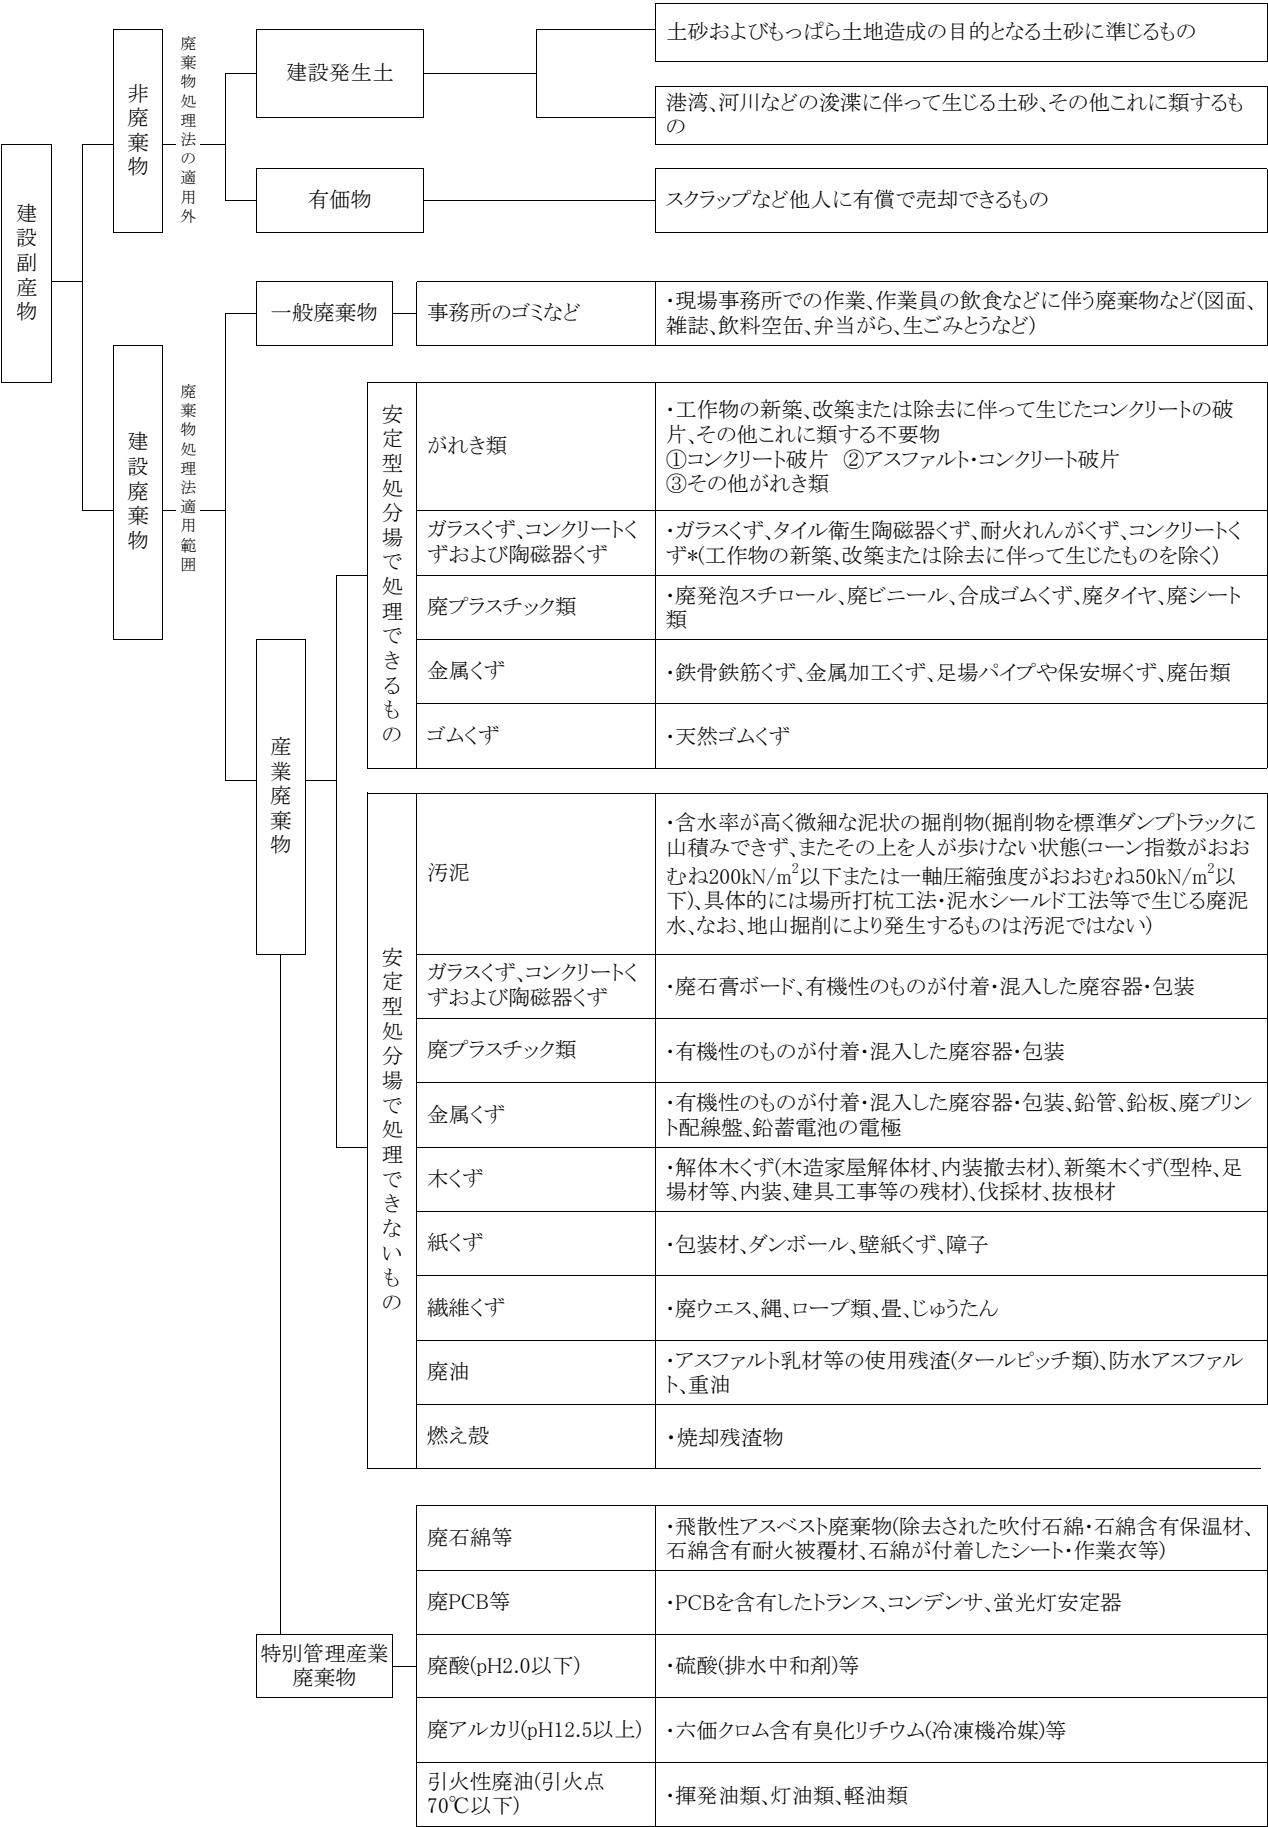 建設副産物
非廃棄物
廃棄物処理法の適用外
建設発生土
土砂およびもっぱら土地造成の目的となる土砂に準じるもの
港湾、河川などの浚渫に伴って生じる土砂、その他これに類するも
の
有価物
スクラップなど他人に有償で売却できるもの
建設廃棄物
廃棄物処理法適用範囲
一般廃棄物
事務所のゴミなど
・現場事務所での作業、作業員の飲食などに伴う廃棄物など(図面、
雑誌、飲料空缶、弁当がら、生ごみとうなど)
産業廃棄物
安定型処分場で処理できるもの
がれき類
・工作物の新築、改築または除去に伴って生じたコンクリートの破
片、その他これに類する不要物
①コンクリート破片 ②アスファルト・コンクリート破片
③その他がれき類
ガラスくず、コンクリートく
ずおよび陶磁器くず
・ガラスくず、タイル衛生陶磁器くず、耐火れんがくず、コンクリートく
ず*(工作物の新築、改築または除去に伴って生じたものを除く)
廃プラスチック類
・廃発泡スチロール、廃ビニール、合成ゴムくず、廃タイヤ、廃シート
類
金属くず
・鉄骨鉄筋くず、金属加工くず、足場パイプや保安塀くず、廃缶類
ゴムくず
・天然ゴムくず
安定型処分場で処理できないもの
汚泥
・含水率が高く微細な泥状の掘削物(掘削物を標準ダンプトラックに
山積みできず、またその上を人が歩けない状態(コーン指数がおお
むね200kN/m²以下または一軸圧縮強度がおおむね50kN/m²以
下)、具体的には場所打杭工法・泥水シールド工法等で生じる廃泥
水、なお、地山掘削により発生するものは汚泥ではない)
ガラスくず、コンクリートく
ずおよび陶磁器くず
・廃石膏ボード、有機性のものが付着・混入した廃容器・包装
廃プラスチック類
・有機性のものが付着・混入した廃容器・包装
金属くず
・有機性のものが付着・混入した廃容器・包装、鉛管、鉛板、廃プリン
ト配線盤、鉛蓄電池の電極
木くず
・解体木くず(木造家屋解体材、内装撤去材)、新築木くず(型枠、足
場材等、内装、建具工事等の残材)、伐採材、抜根材
紙くず
・包装材、ダンボール、壁紙くず、障子
繊維くず
・廃ウエス、縄、ロープ類、畳、じゅうたん
廃油
・アスファルト乳材等の使用残渣(タールピッチ類)、防水アスファル
ト、重油
燃え殻
・焼却残渣物
特別管理産業
廃棄物
廃石綿等
・飛散性アスベスト廃棄物(除去された吹付石綿・石綿含有保温材、
石綿含有耐火被覆材、石綿が付着したシート・作業衣等)
廃PCB等
・PCBを含有したトランス、コンデンサ、蛍光灯安定器
廃酸(pH2.0以下)
・硫酸(排水中和剤)等
廃アルカリ(pH12.5以上)
・六価クロム含有臭化リチウム(冷凍機冷媒)等
引火性廃油(引火点
70℃以下)
・揮発油類、灯油類、軽油類